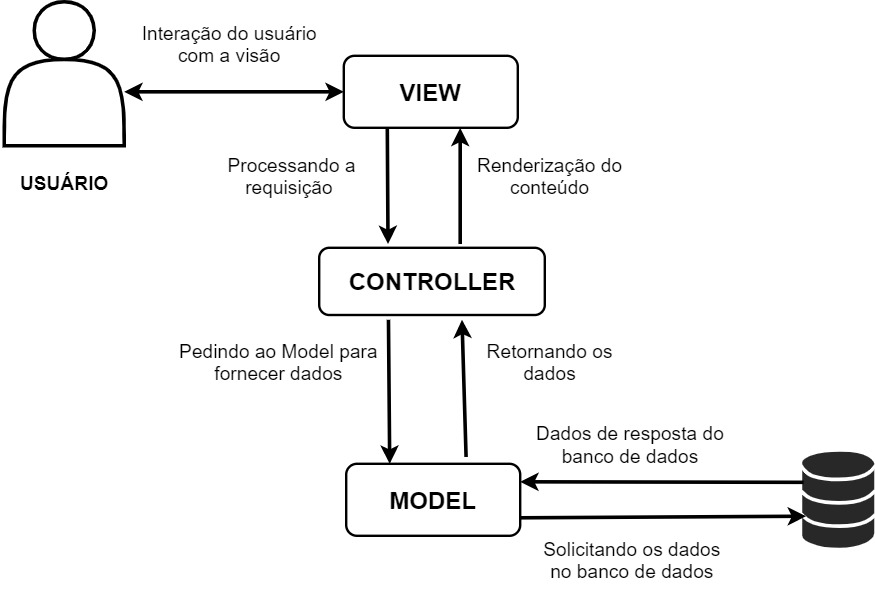 Interação do usuário
com a visão
VIEW
USUÁRIO
Processando a
requisição
Renderização do
conteúdo
CONTROLLER
Pedindo ao Model para
fornecer dados
Retornando os
dados
Dados de resposta do
banco de dados
MODEL
Solicitando os dados
no banco de dados